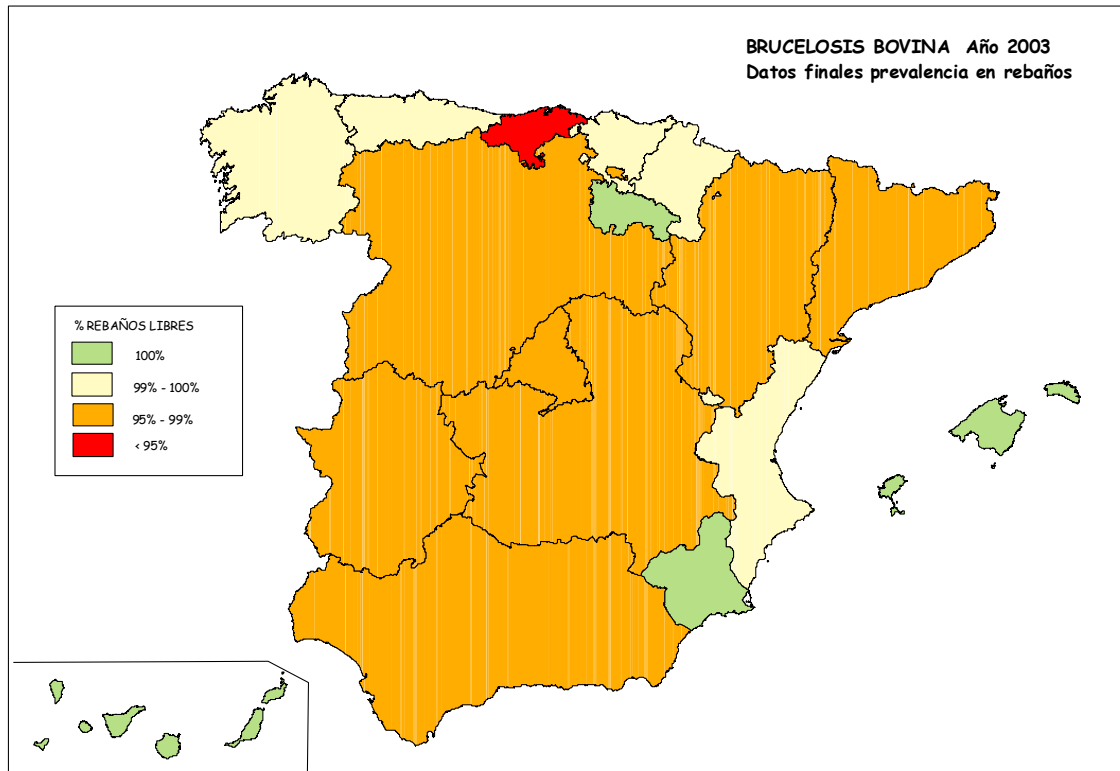 BRUCELOSIS BOVINA Año 2003
Datos finales prevalencia en rebaños
% REBAÑOS LIBRES
100%
99% - 100%
95% - 99%
< 95%